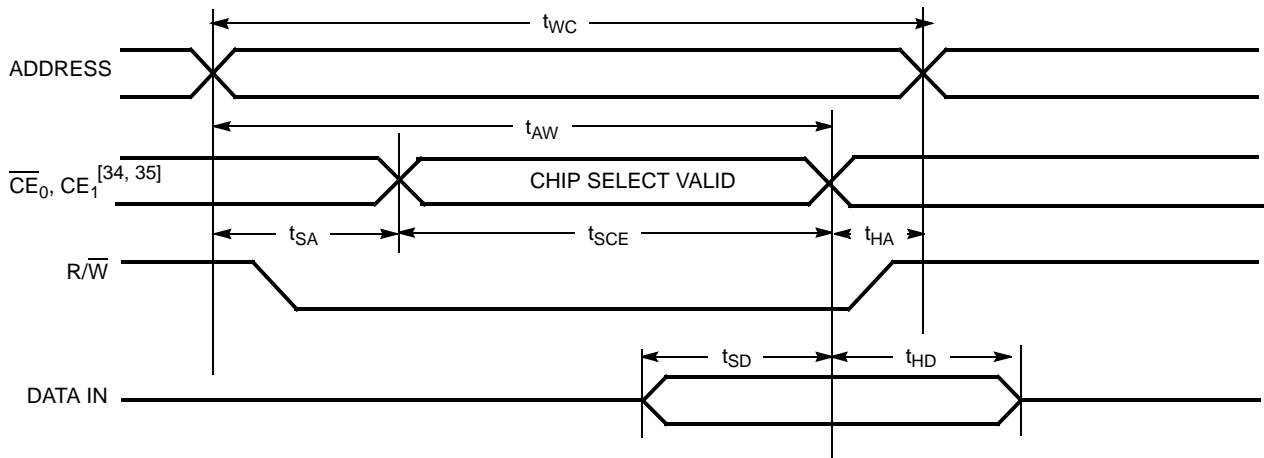 tWC
ADDRESS
tAW
CE0, CE1[34, 35]
CHIP SELECT VALID
tSA
tSCE
tHA
R/W
tSD
tHD
DATA IN